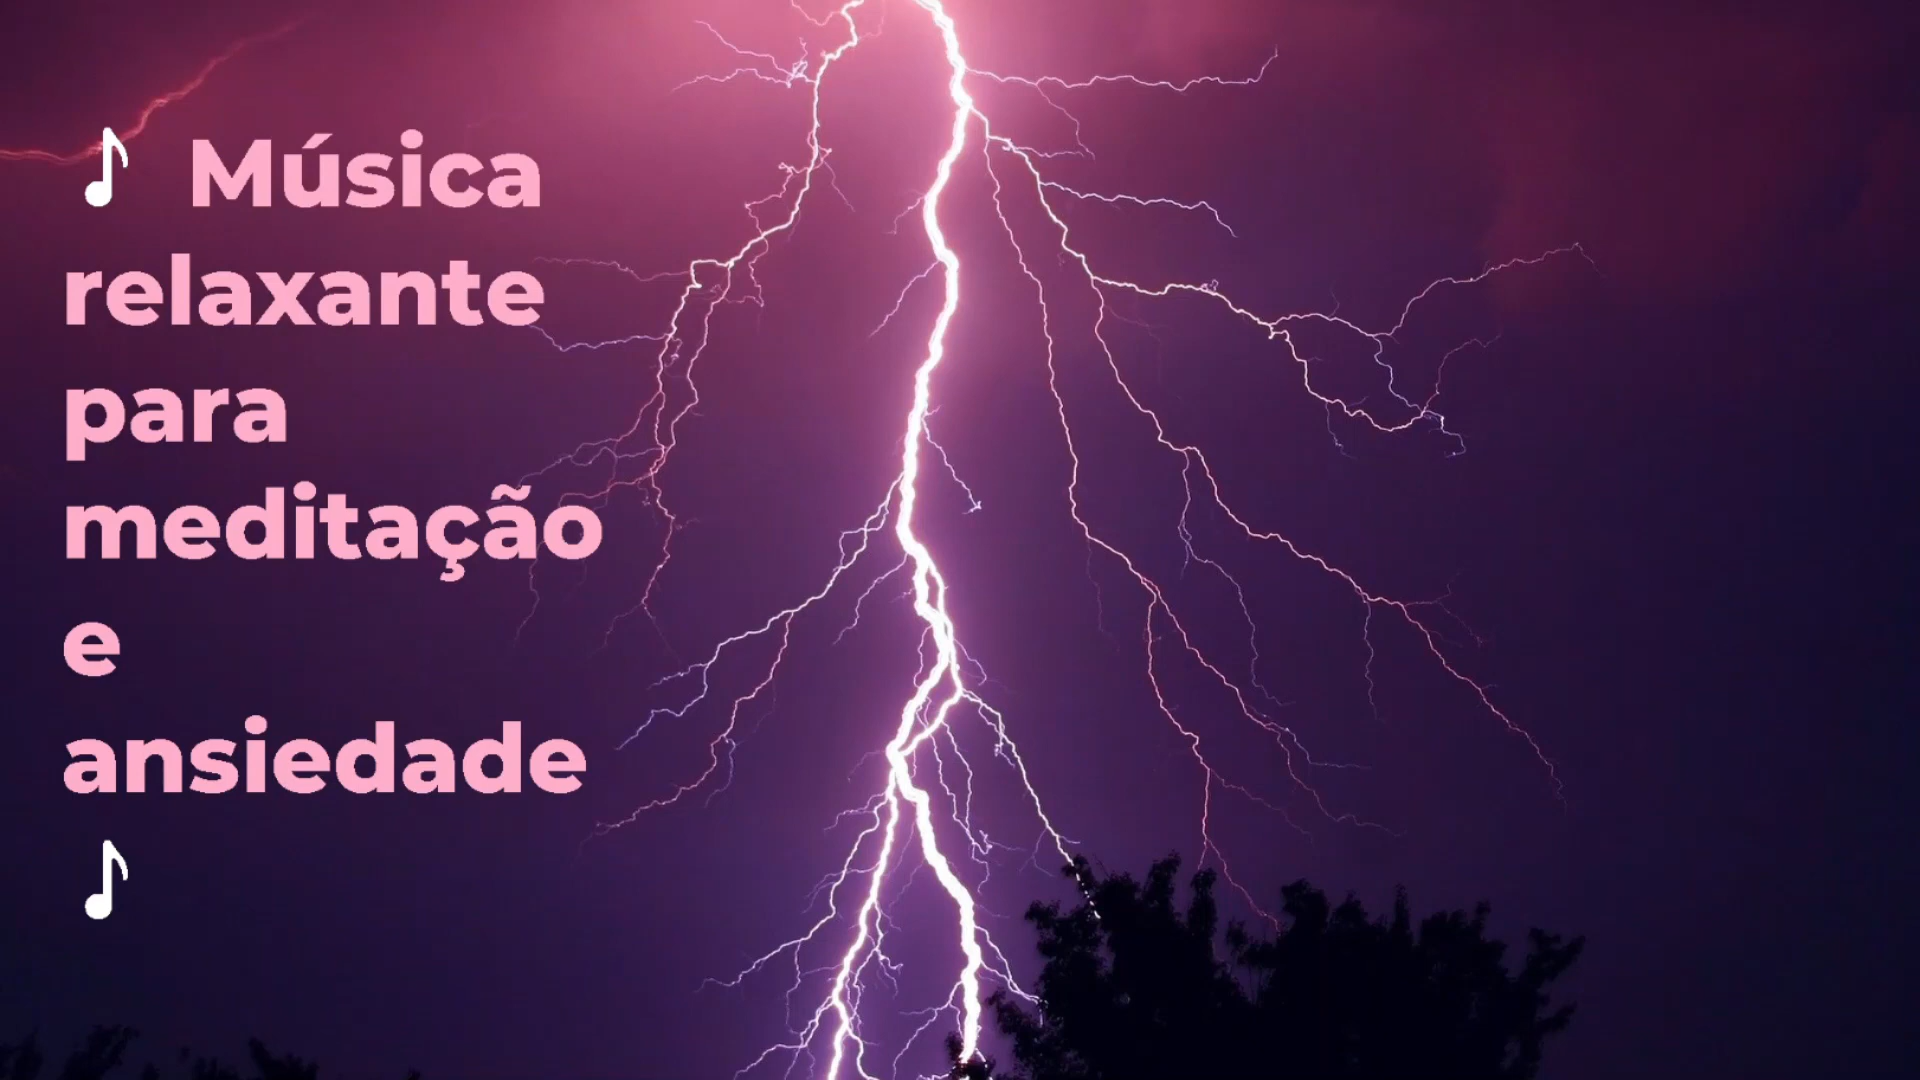 ♪ Música
relaxante
para
meditação
e
ansiedade
♪